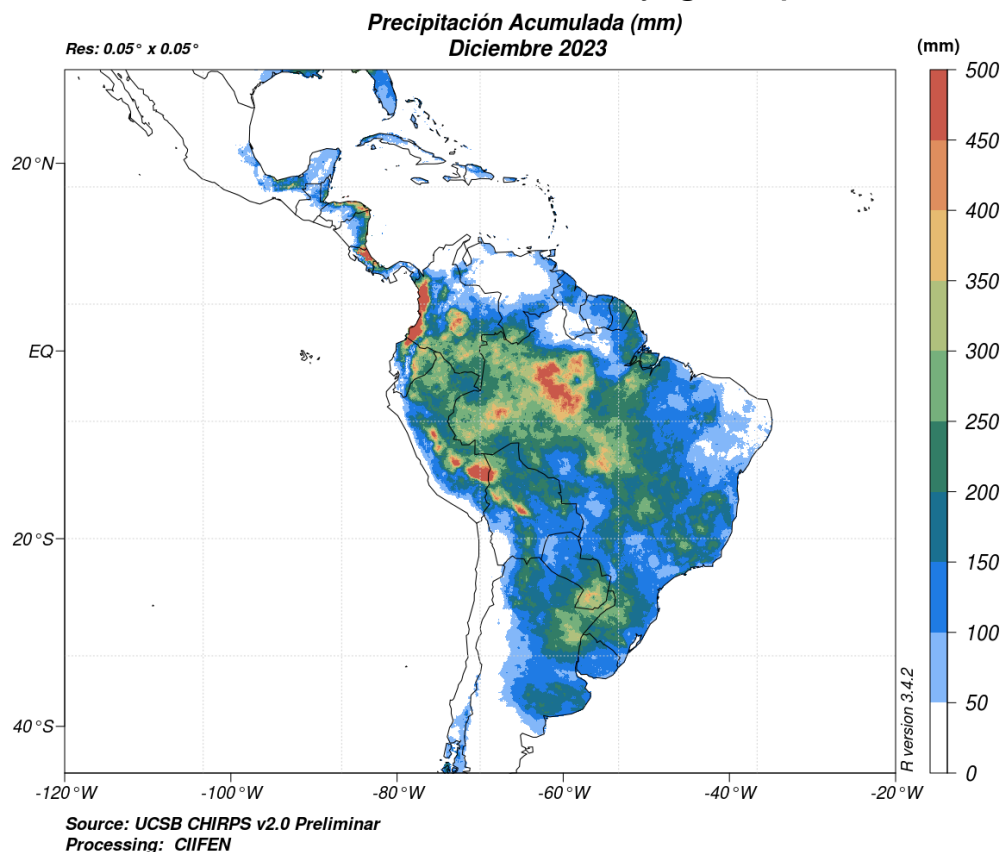 Precipitación Acumulada (mm)
Diciembre 2023
Res: 0.05° x 0.05°
(mm)
500
450
400
350
300
250
200
150
100
50
0
20°N
EQ
20°S
40°S
R version 3.4.2
-120°W -100°W -80°W -60°W -40°W -20°W
Source: UCSB CHIRPS v2.0 Preliminar
Processing: CIIFEN